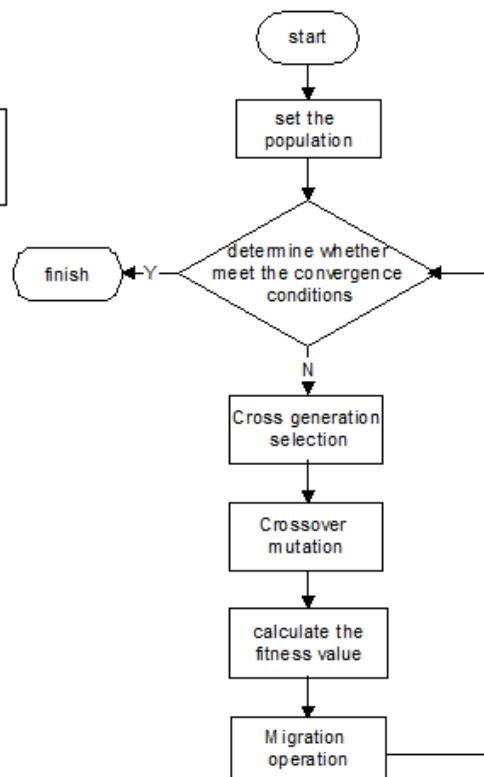 start
set the
population
determine whether
meet the convergence
conditions
Y
finish
N
Cross generation
selection
Crossover
mutation
calculate the
fitness value
Migration
operation